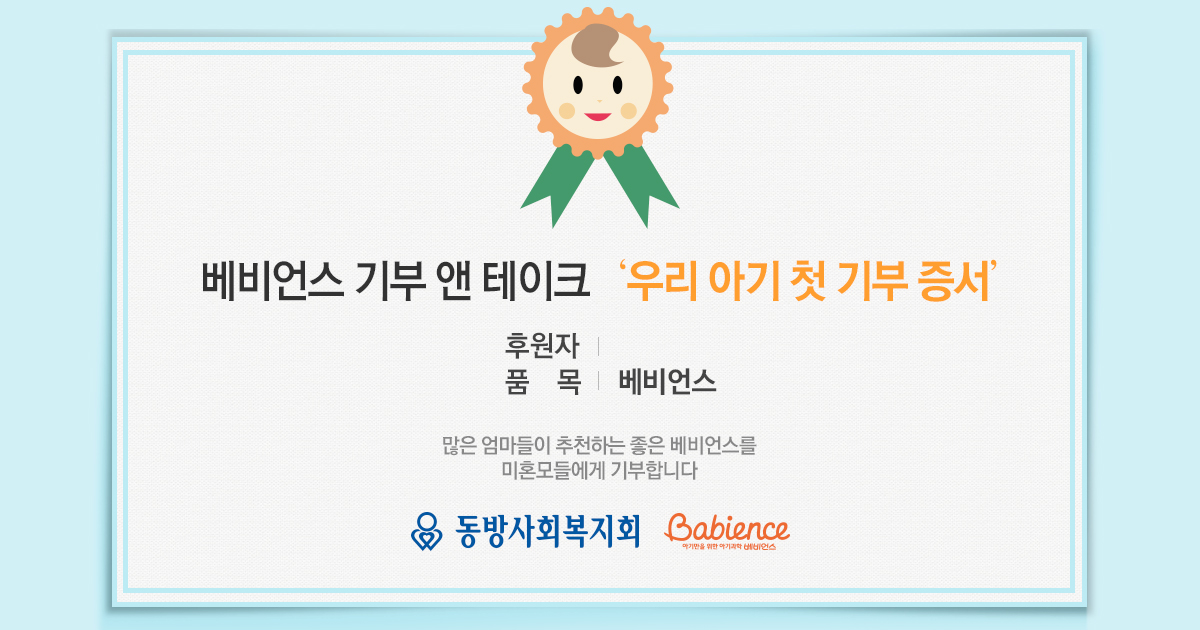 베비언스 기부 앤 테이크 ‘우리 아기 첫 기부 증서’
후원자
품 목 베비언스
많은 엄마들이 추천하는 좋은 베비언스를
미혼모들에게 기부합니다
동방사회복지회 Babience
아기만을 위한 아기과학 베비언스